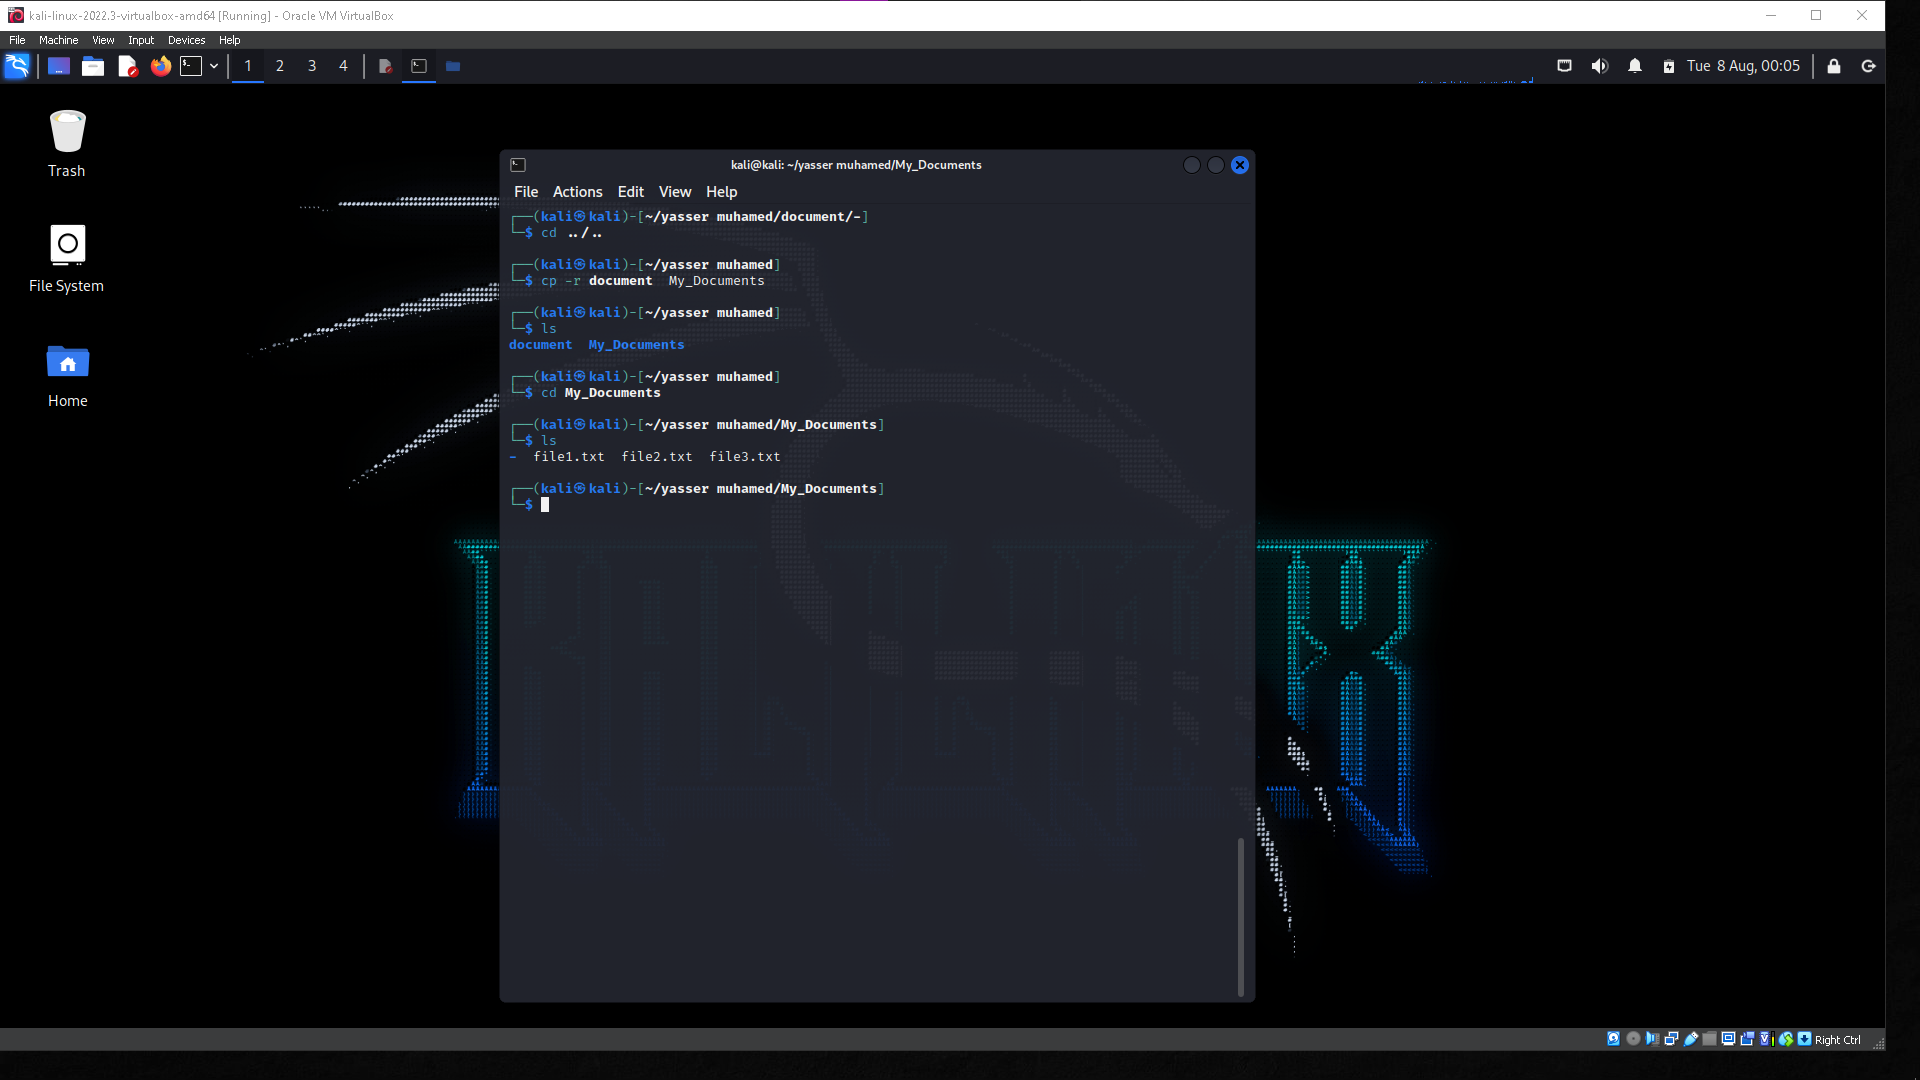 kali-linux-2022.3-virtualbox-amd64 [Running] - Oracle VM VirtualBox
File Machine View Input Devices Help
1 2 3 4 Tue 8 Aug, 00:05
Trash
File System
Home
kali@kali: ~/yasser muhamed/My_Documents
File Actions Edit View Help
┌──(kali㉿kali)-[~/yasser muhamed/document/-]
└─$ cd ../..
┌──(kali㉿kali)-[~/yasser muhamed]
└─$ cp -r document  My_Documents
┌──(kali㉿kali)-[~/yasser muhamed]
└─$ ls
document  My_Documents
┌──(kali㉿kali)-[~/yasser muhamed]
└─$ cd My_Documents
┌──(kali㉿kali)-[~/yasser muhamed/My_Documents]
└─$ ls
-  file1.txt  file2.txt  file3.txt
┌──(kali㉿kali)-[~/yasser muhamed/My_Documents]
└─$
Right Ctrl